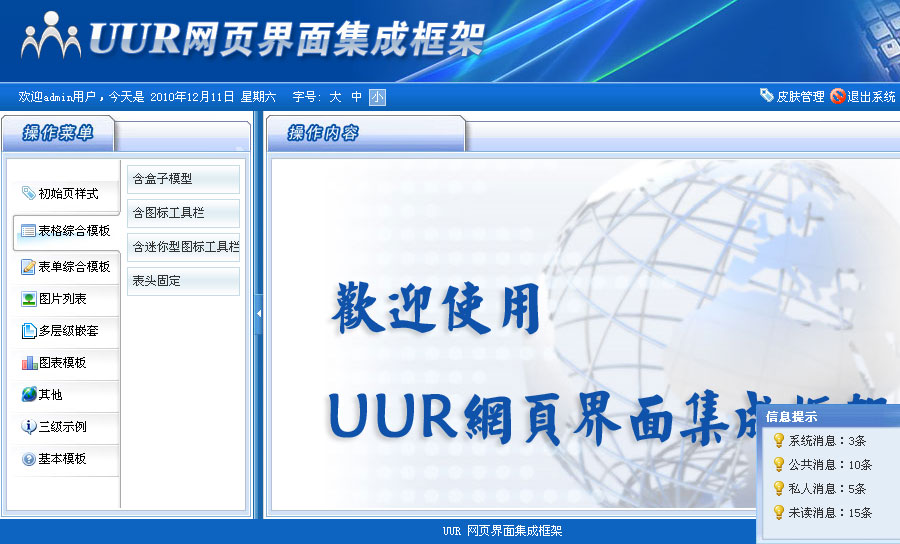 UUR网页界面集成框架
欢迎admin用户，今天是 2010年12月11日 星期六 字号: 大 中 小
皮肤管理 退出系统
操作菜单
操作内容
初始页样式
表格综合模板
表单综合模板
图片列表
多层级嵌套
图表模板
其他
三级示例
基本模板
含盒子模型
含图标工具栏
含迷你型图标工具栏
表头固定
歡迎使用
UUR網頁界面集成框架
信息提示
系统消息：3条
公共消息：10条
私人消息：5条
未读消息：15条
UUR 网页界面集成框架